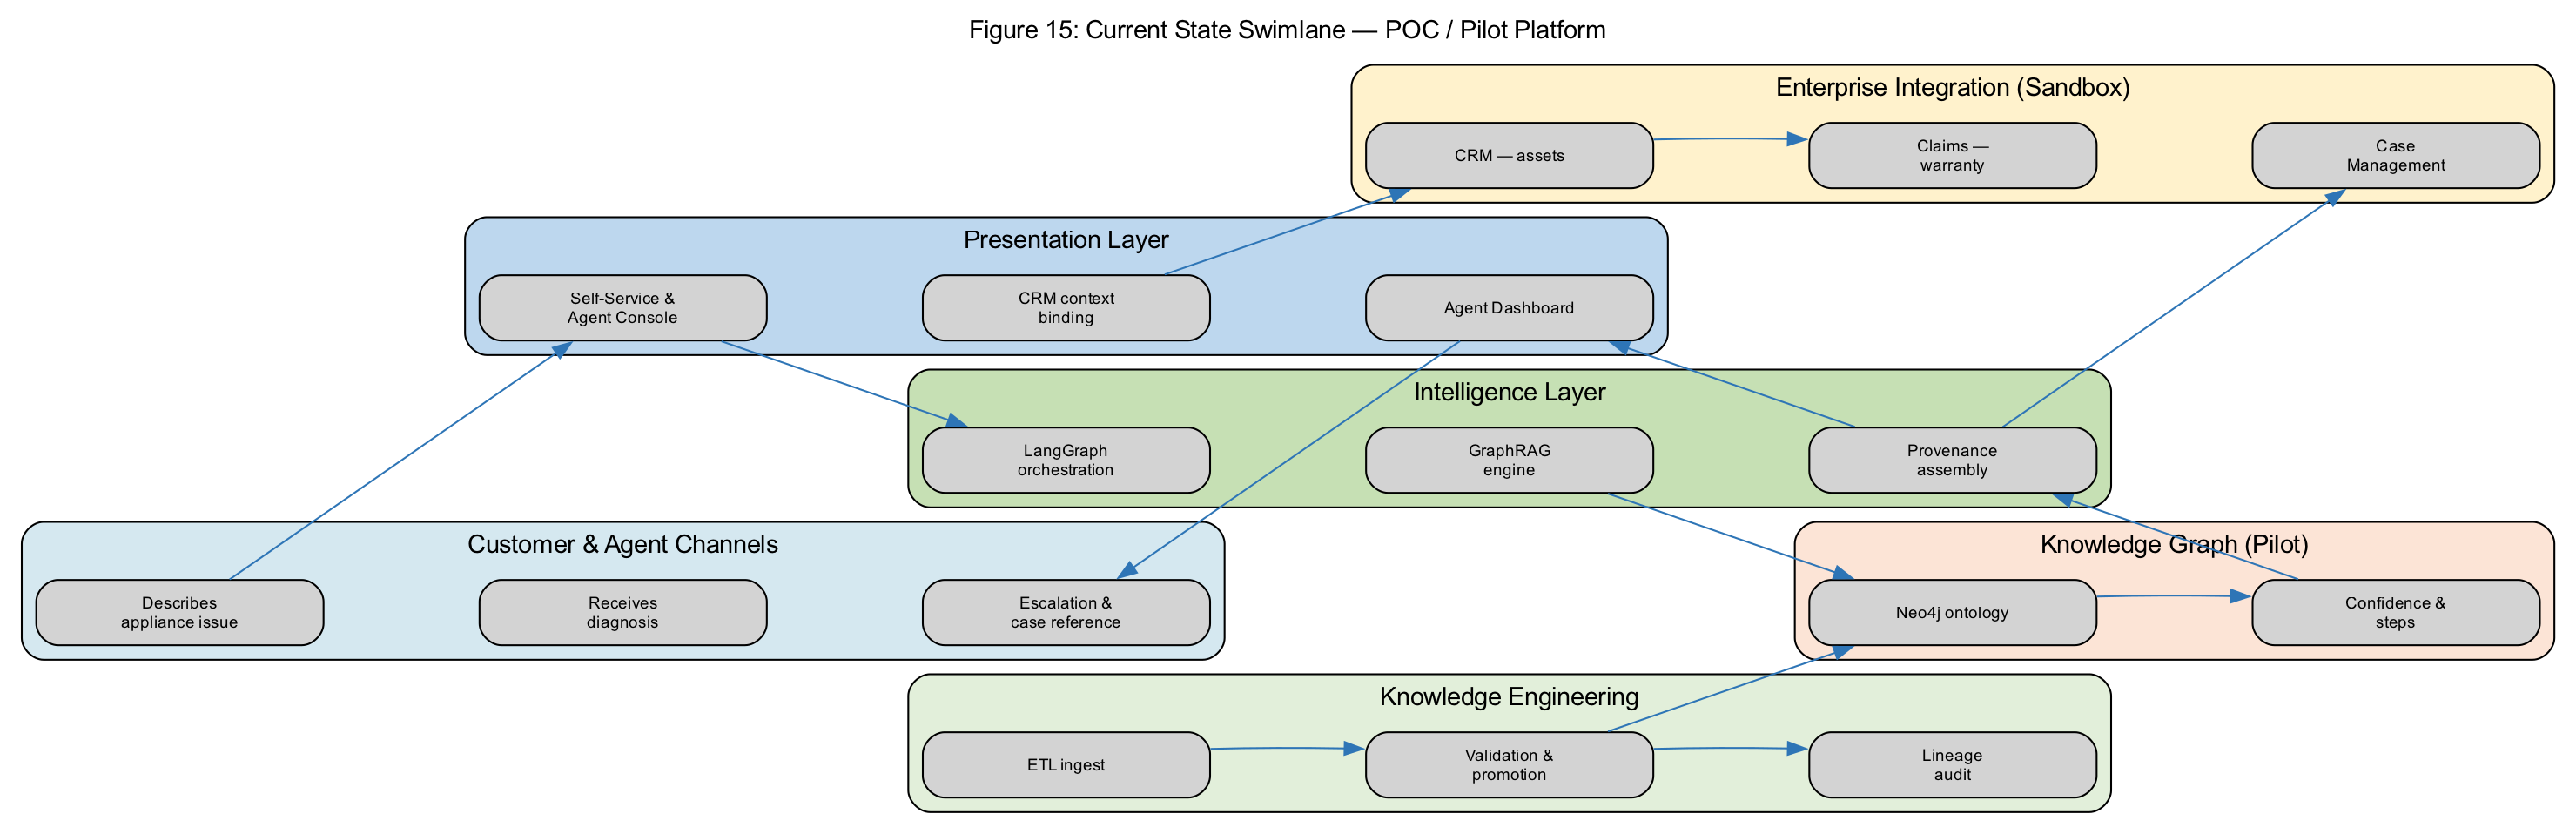 Figure 15: Current State Swimlane — POC / Pilot Platform
Enterprise Integration (Sandbox)
CRM — assets
Claims —
warranty
Case
Management
Presentation Layer
Self-Service &
Agent Console
CRM context
binding
Agent Dashboard
Intelligence Layer
LangGraph
orchestration
GraphRAG
engine
Provenance
assembly
Customer & Agent Channels
Describes
appliance issue
Receives
diagnosis
Escalation &
case reference
Knowledge Graph (Pilot)
Neo4j ontology
Confidence &
steps
Knowledge Engineering
ETL ingest
Validation &
promotion
Lineage
audit